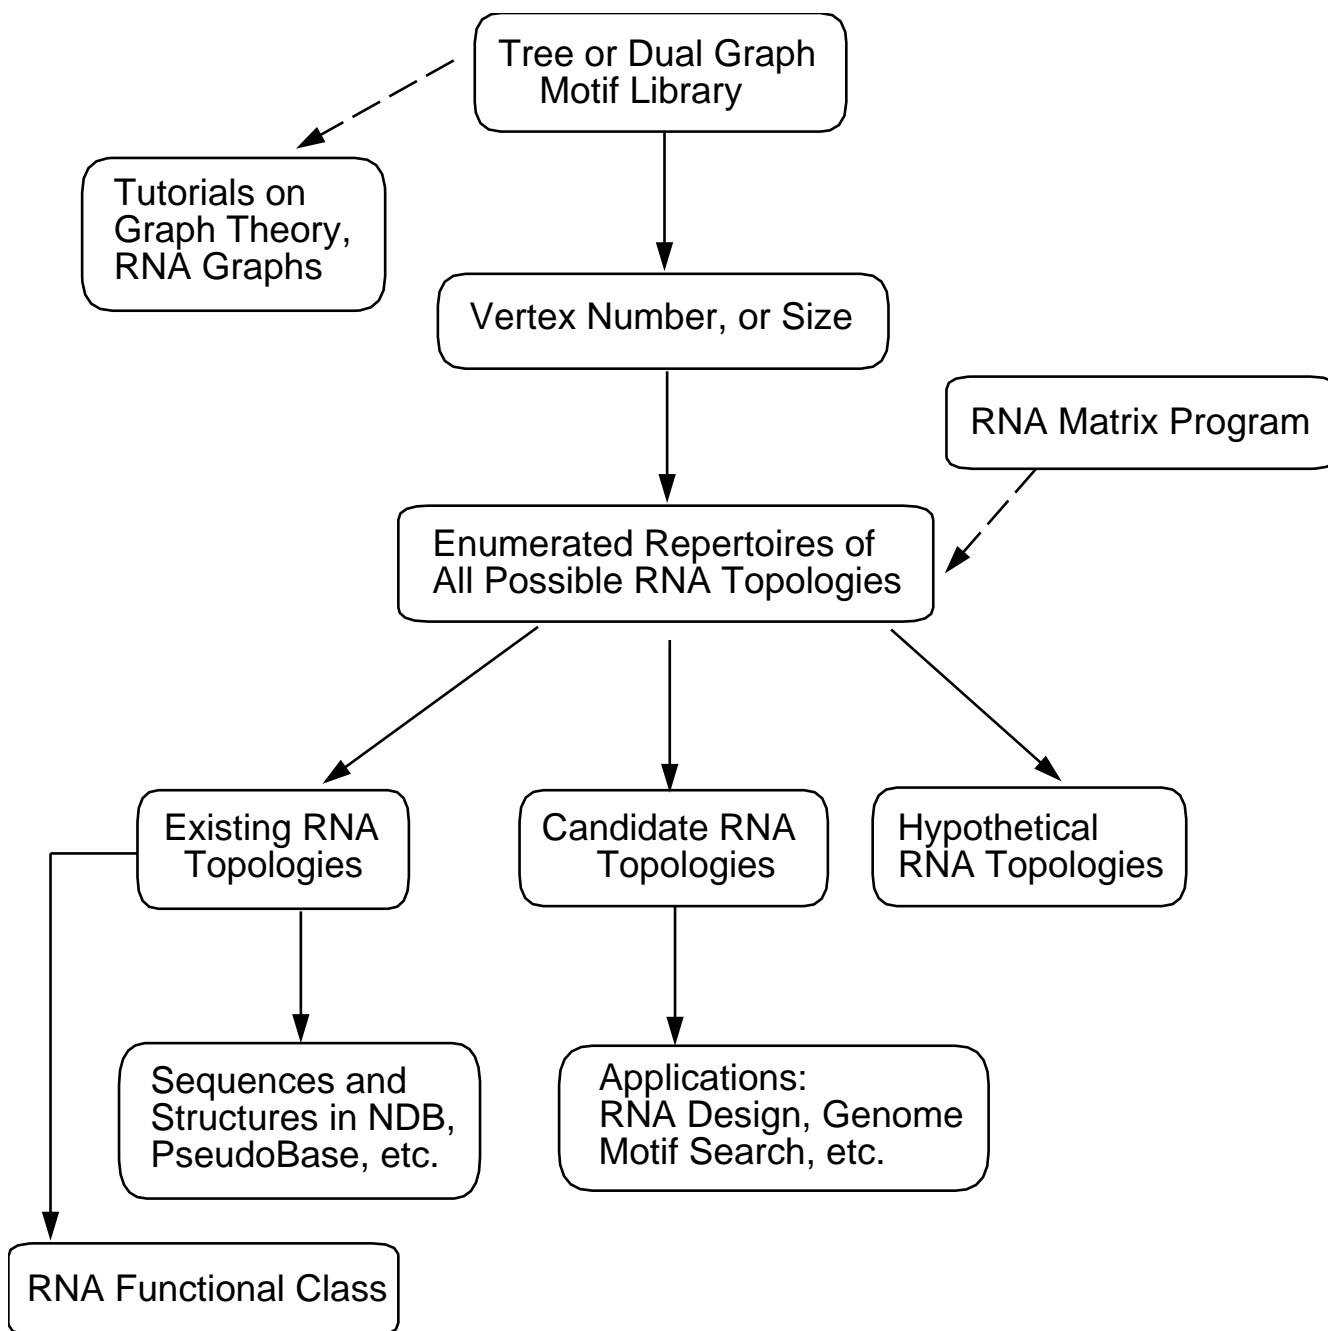 Tree or Dual Graph
Motif Library
Tutorials on
Graph Theory,
RNA Graphs
Vertex Number, or Size
RNA Matrix Program
Enumerated Repertoires of
All Possible RNA Topologies
Existing RNA
Topologies
Candidate RNA
Topologies
Hypothetical
RNA Topologies
Sequences and
Structures in NDB,
PseudoBase, etc.
Applications:
RNA Design, Genome
Motif Search, etc.
RNA Functional Class